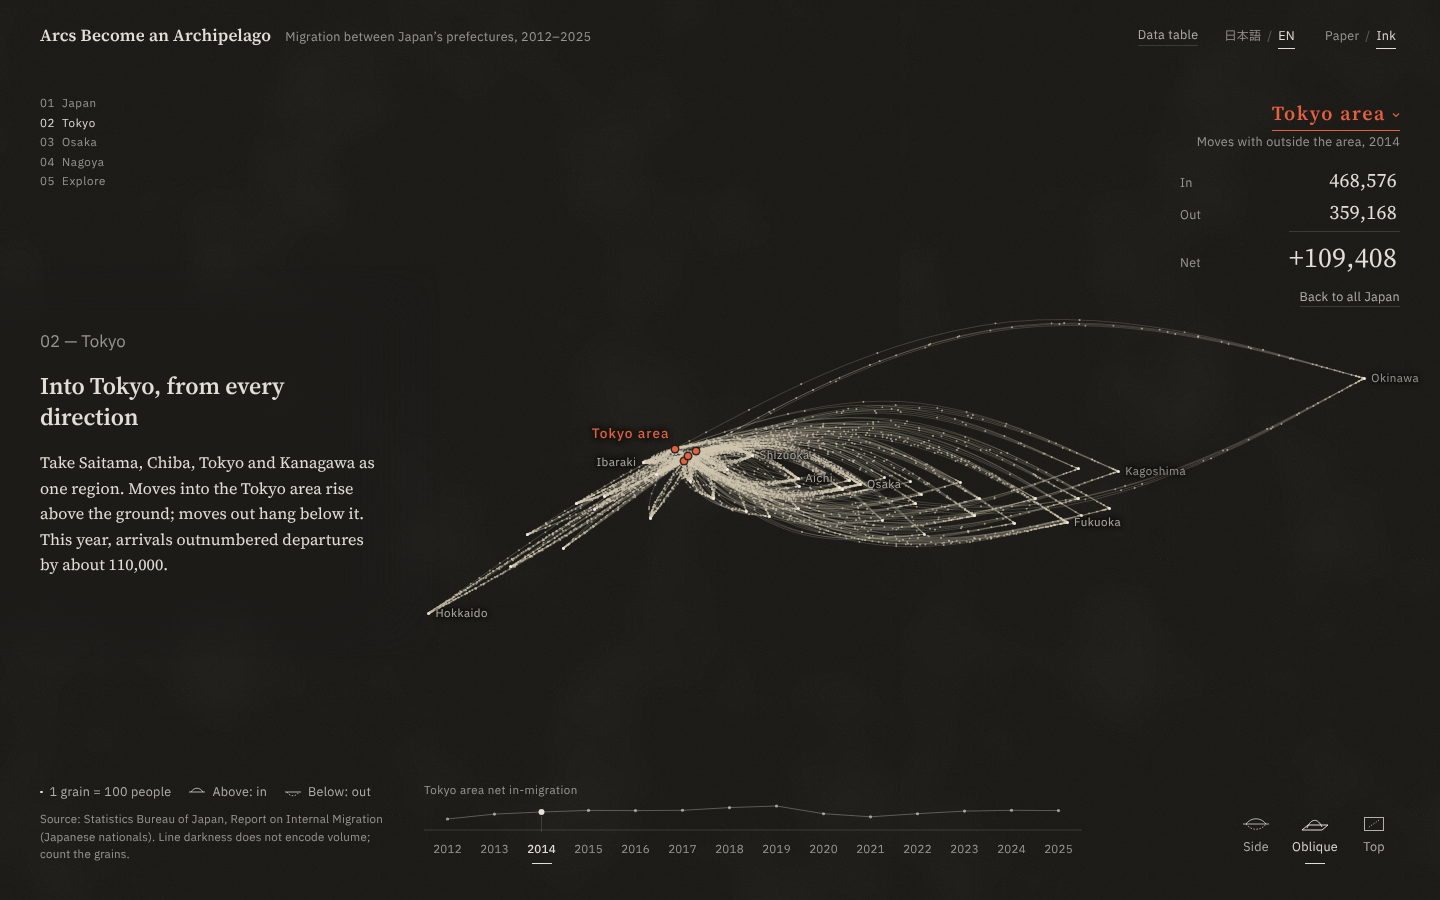 Arcs Become an Archipelago
Migration between Japan's prefectures, 2012–2025
Data table
日本語 / EN
Paper / Ink
01 Japan
02 Tokyo
03 Osaka
04 Nagoya
05 Explore
Tokyo area
Moves with outside the area, 2014
In 468,576
Out 359,168
Net +109,408
Back to all Japan
02 — Tokyo
Into Tokyo, from every
direction
Take Saitama, Chiba, Tokyo and Kanagawa as
one region. Moves into the Tokyo area rise
above the ground; moves out hang below it.
This year, arrivals outnumbered departures
by about 110,000.
Okinawa
Tokyo area
Ibaraki
Shizuoka
Aichi
Osaka
Kagoshima
Fukuoka
Hokkaido
1 grain = 100 people
Above: in
Below: out
Source: Statistics Bureau of Japan, Report on Internal Migration
(Japanese nationals). Line darkness does not encode volume;
count the grains.
Tokyo area net in-migration
2012 2013 2014 2015 2016 2017 2018 2019 2020 2021 2022 2023 2024 2025
Side
Oblique
Top